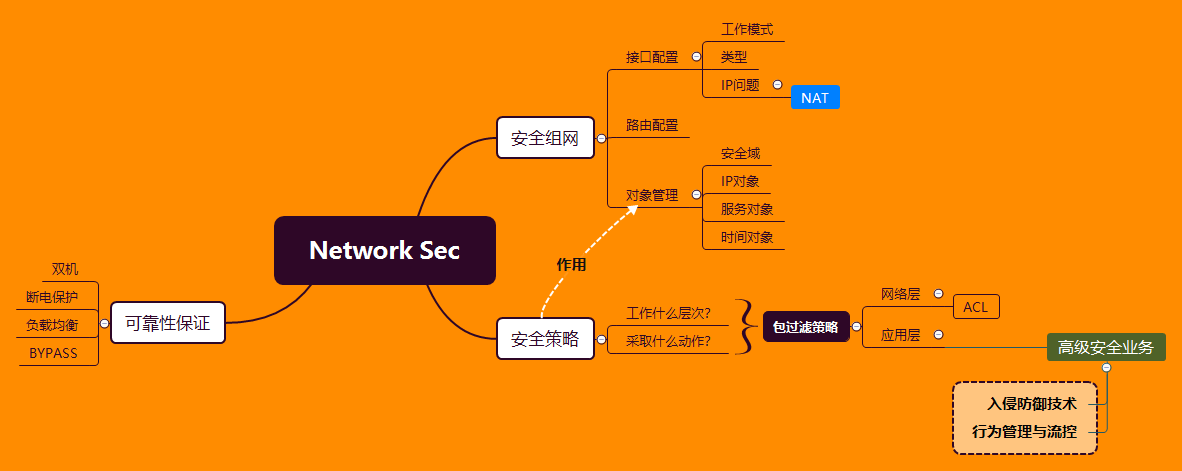 Network Sec
安全组网
接口配置
工作模式
类型
IP问题
NAT
路由配置
对象管理
安全域
IP对象
服务对象
时间对象
作用
安全策略
工作什么层次?
采取什么动作?
包过滤策略
网络层
ACL
应用层
高级安全业务
入侵防御技术
行为管理与流控
可靠性保证
双机
断电保护
负载均衡
BYPASS